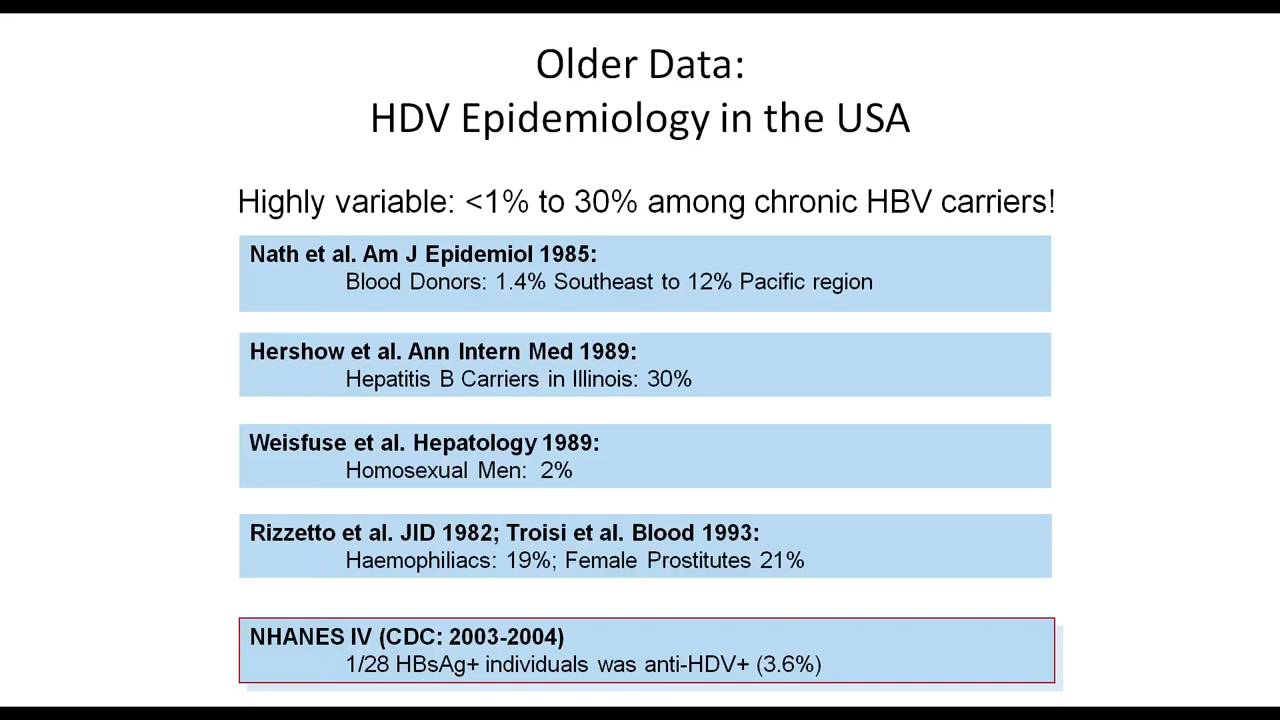 Older Data:
HDV Epidemiology in the USA
Highly variable: <1% to 30% among chronic HBV carriers!
Nath et al. Am J Epidemiol 1985:
Blood Donors: 1.4% Southeast to 12% Pacific region
Hershow et al. Ann Intern Med 1989:
Hepatitis B Carriers in Illinois: 30%
Weisfuse et al. Hepatology 1989:
Homosexual Men: 2%
Rizzetto et al. JID 1982; Troisi et al. Blood 1993:
Haemophiliacs: 19%; Female Prostitutes 21%
NHANES IV (CDC: 2003-2004)
1/28 HBsAg+ individuals was anti-HDV+ (3.6%)